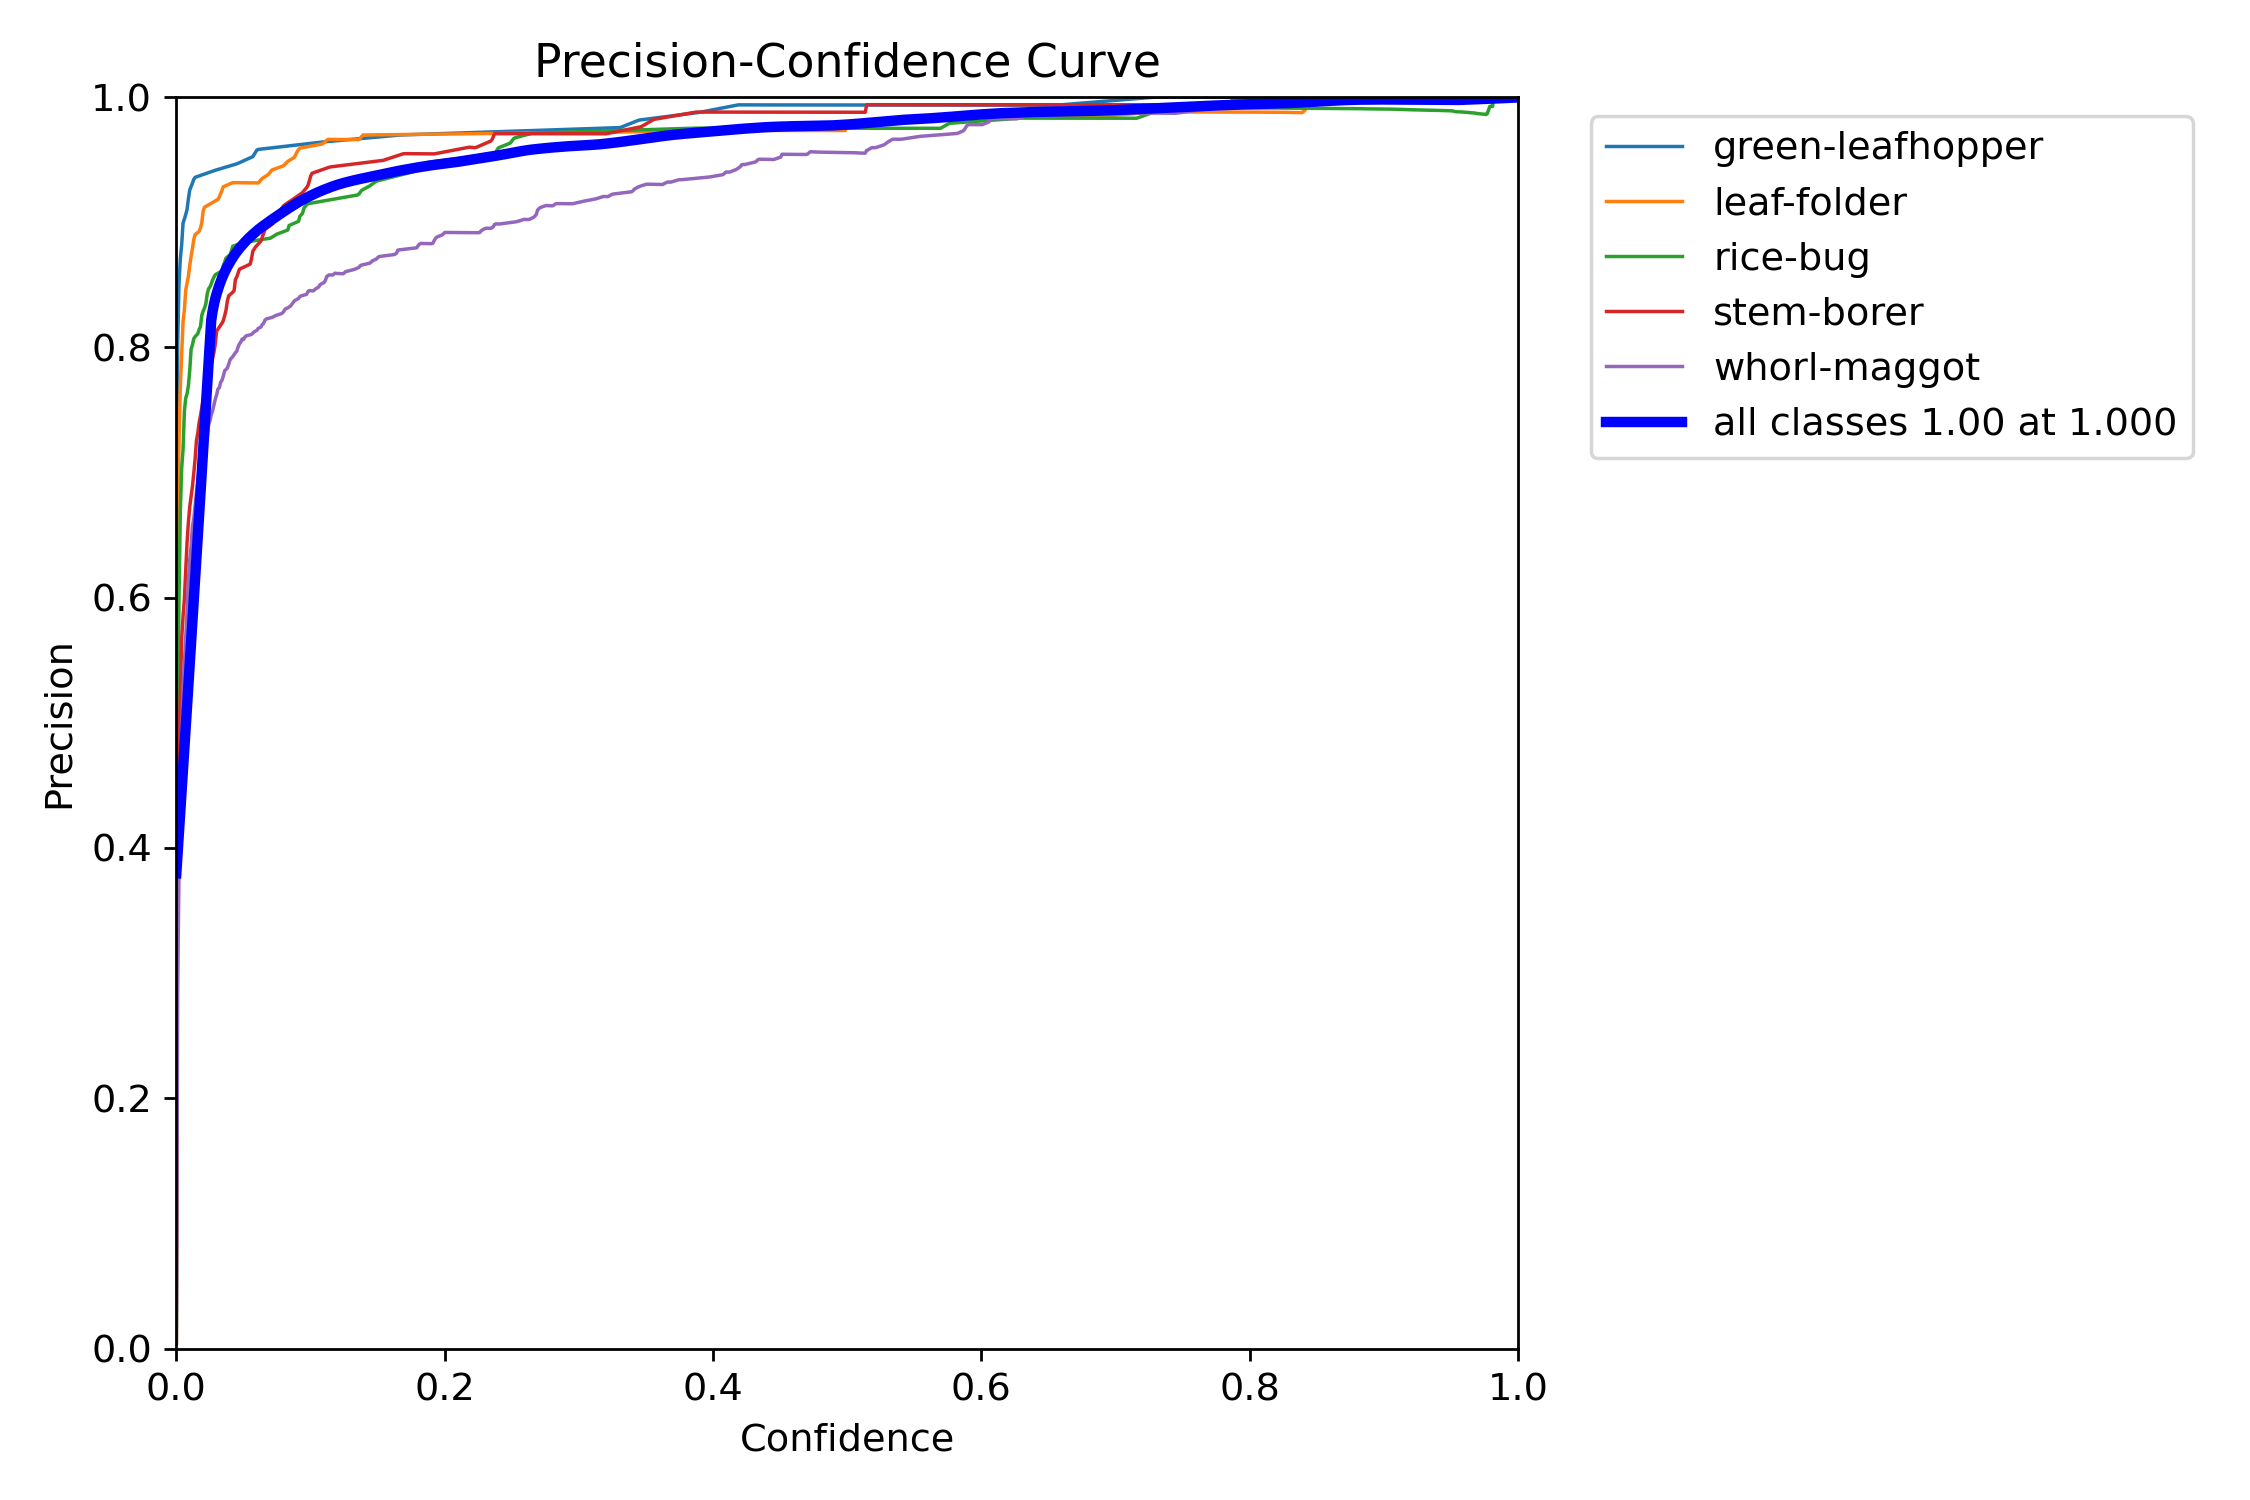 Precision-Confidence Curve
1.0
0.8
0.6
0.4
0.2
0.0
Precision
0.0 0.2 0.4 0.6 0.8 1.0
Confidence
green-leafhopper
leaf-folder
rice-bug
stem-borer
whorl-maggot
all classes 1.00 at 1.000